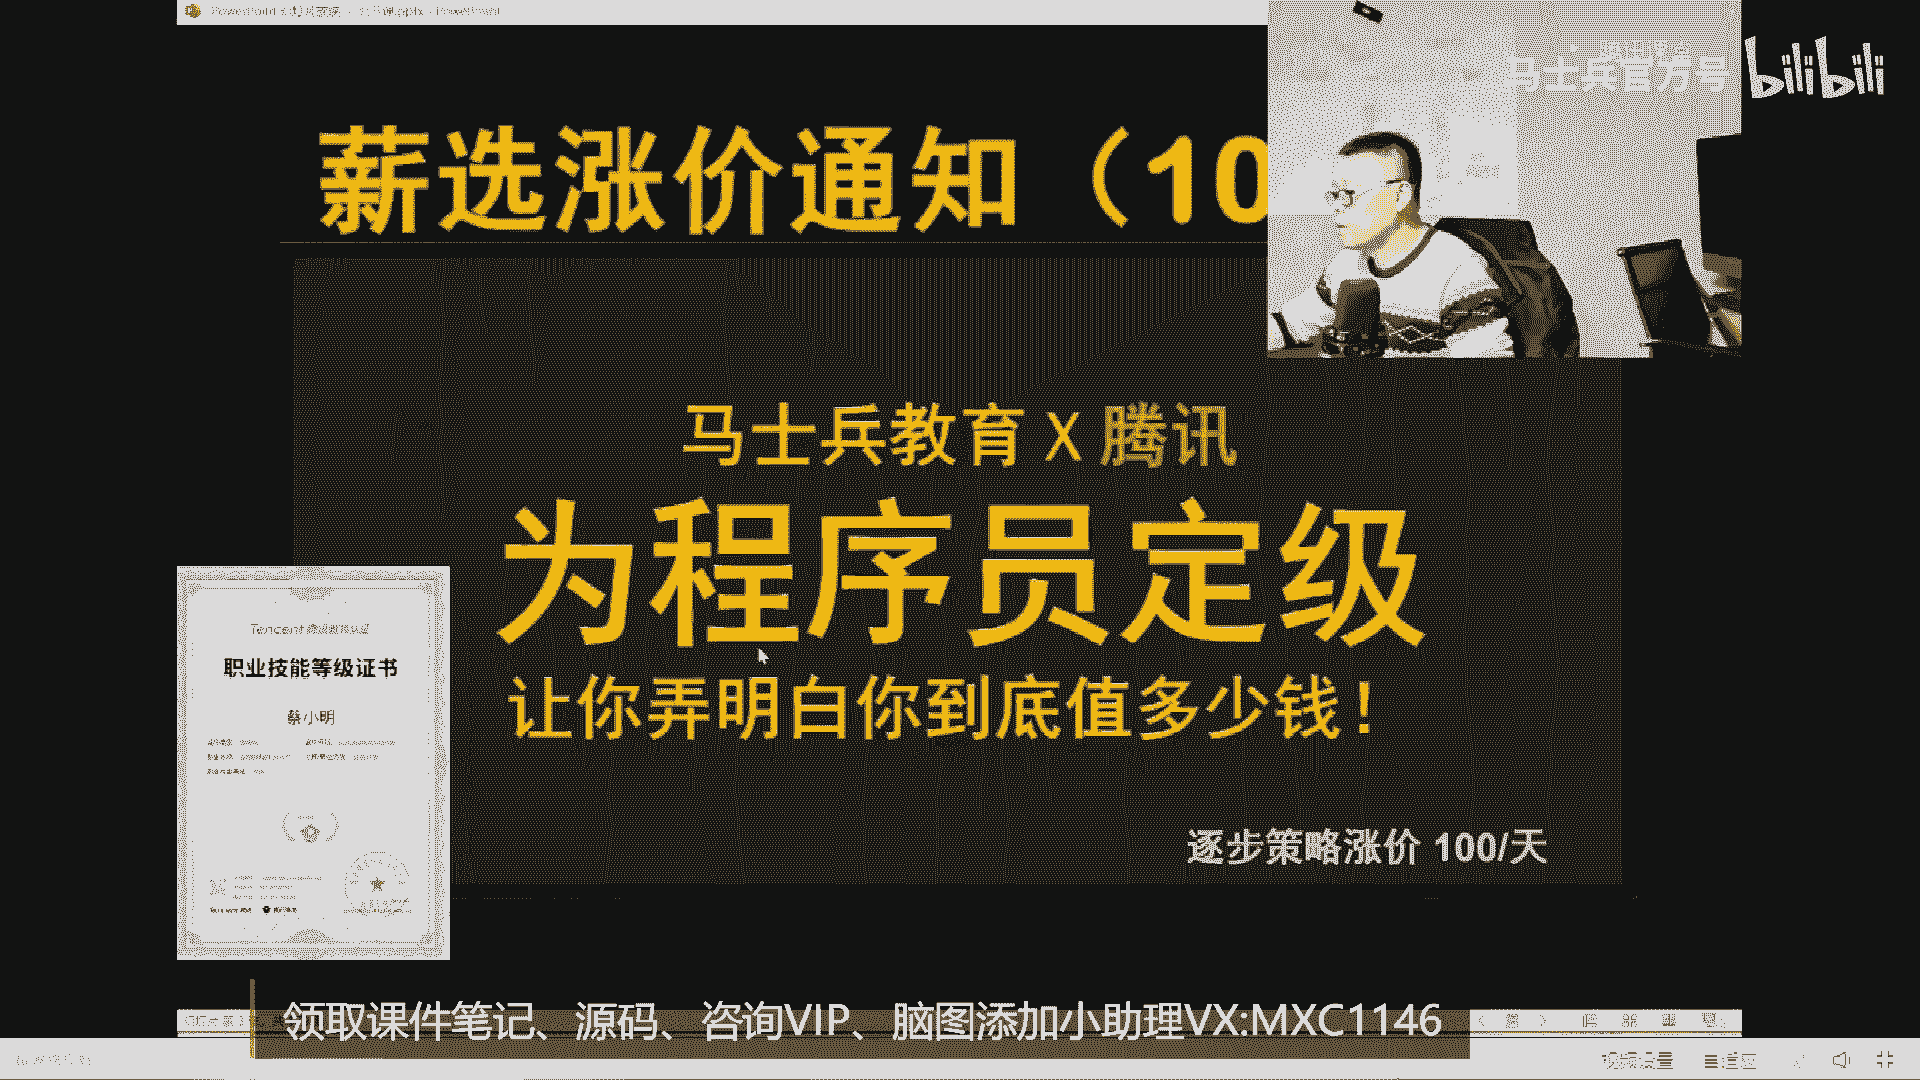 马士兵官方号 bilibili
薪选涨价通知（10
马士兵教育 X 腾讯
为程序员定级
让你弄明白你到底值多少钱！
逐步策略涨价 100/天
Tencent
职业技能等级证书
蔡小明
领取课件笔记、源码、咨询VIP、脑图添加小助理VX:MXC1146